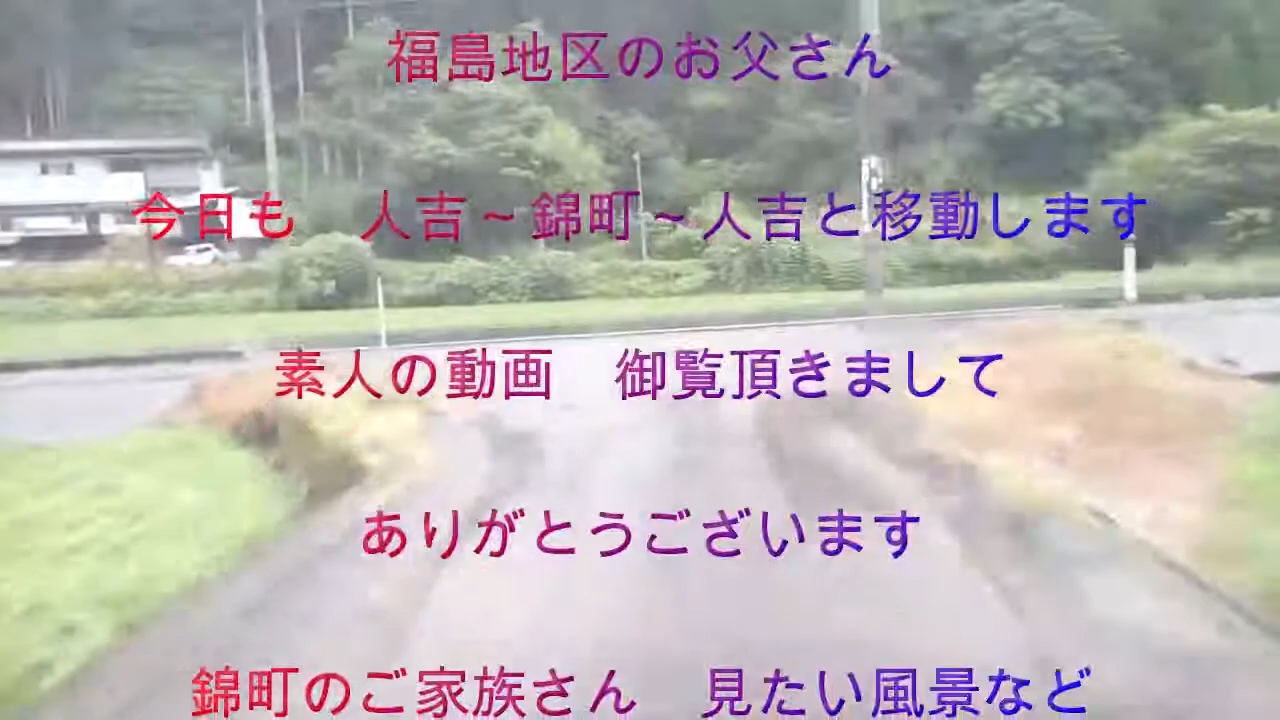 福島地区のお父さん
今日も　人吉～錦町～人吉と移動します
素人の動画　御覧頂きまして
ありがとうございます
錦町のご家族さん　見たい風景など